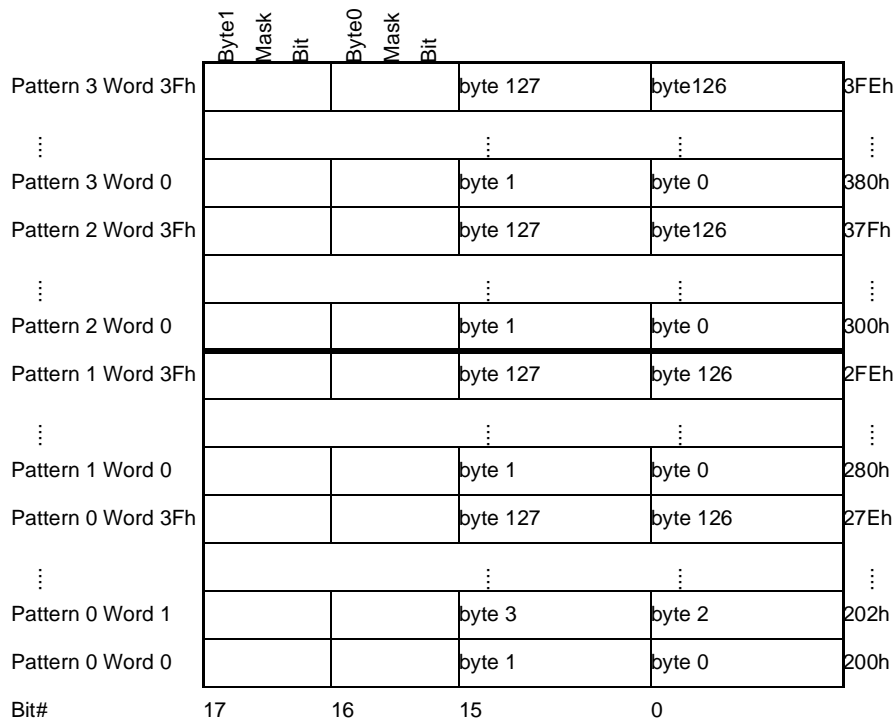 Byte1 Mask Bit Byte0 Mask Bit
Pattern 3 Word 3Fh byte 127 byte126 3FEh
⋮ ⋮ ⋮ ⋮
Pattern 3 Word 0 byte 1 byte 0 380h
Pattern 2 Word 3Fh byte 127 byte126 37Fh
⋮ ⋮ ⋮ ⋮
Pattern 2 Word 0 byte 1 byte 0 300h
Pattern 1 Word 3Fh byte 127 byte 126 2FEh
⋮ ⋮ ⋮ ⋮
Pattern 1 Word 0 byte 1 byte 0 280h
Pattern 0 Word 3Fh byte 127 byte 126 27Eh
⋮ ⋮ ⋮ ⋮
Pattern 0 Word 1 byte 3 byte 2 202h
Pattern 0 Word 0 byte 1 byte 0 200h
Bit# 17 16 15 0